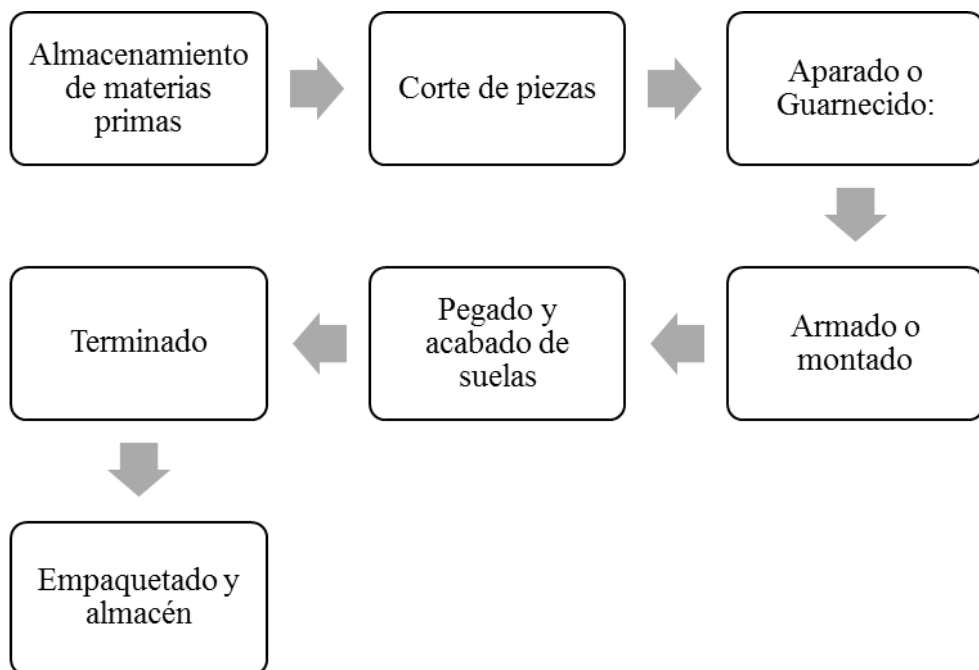 Almacenamiento
de materias
primas
Corte de piezas
Aparado o
Guarnecido:
Armado o
montado
Pegado y
acabado de
suelas
Terminado
Empaquetado y
almacén